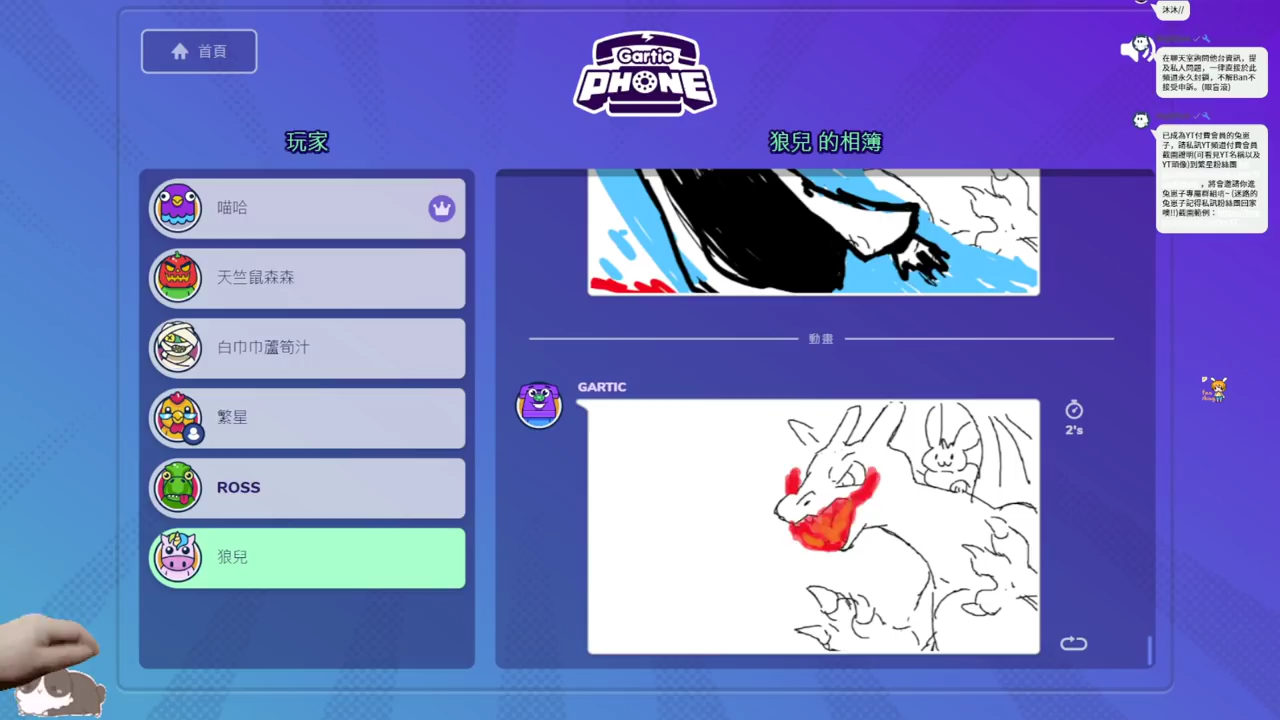 首頁
Gartic
PHONE
玩家
狼兒 的相簿
喵哈
天竺鼠森森
白巾巾蘆筍汁
繁星
ROSS
狼兒
動畫
GARTIC
2's
沐沐//
在聊天室詢問他台資訊，提
及私人問題，一律直接於此
頻道永久封鎖，不解Ban不
接受申訴。(眼盲滾)
已成為YT付費會員的兔崽
子，請私訊YT頻道付費會員
截圖證明(可看見YT名稱以及
YT頭像)到繁星粉絲團
，將會邀請你進
兔崽子專屬群組坊~ (迷路的
兔崽子記得私訊粉絲團回家
噢!!)截圖範例：